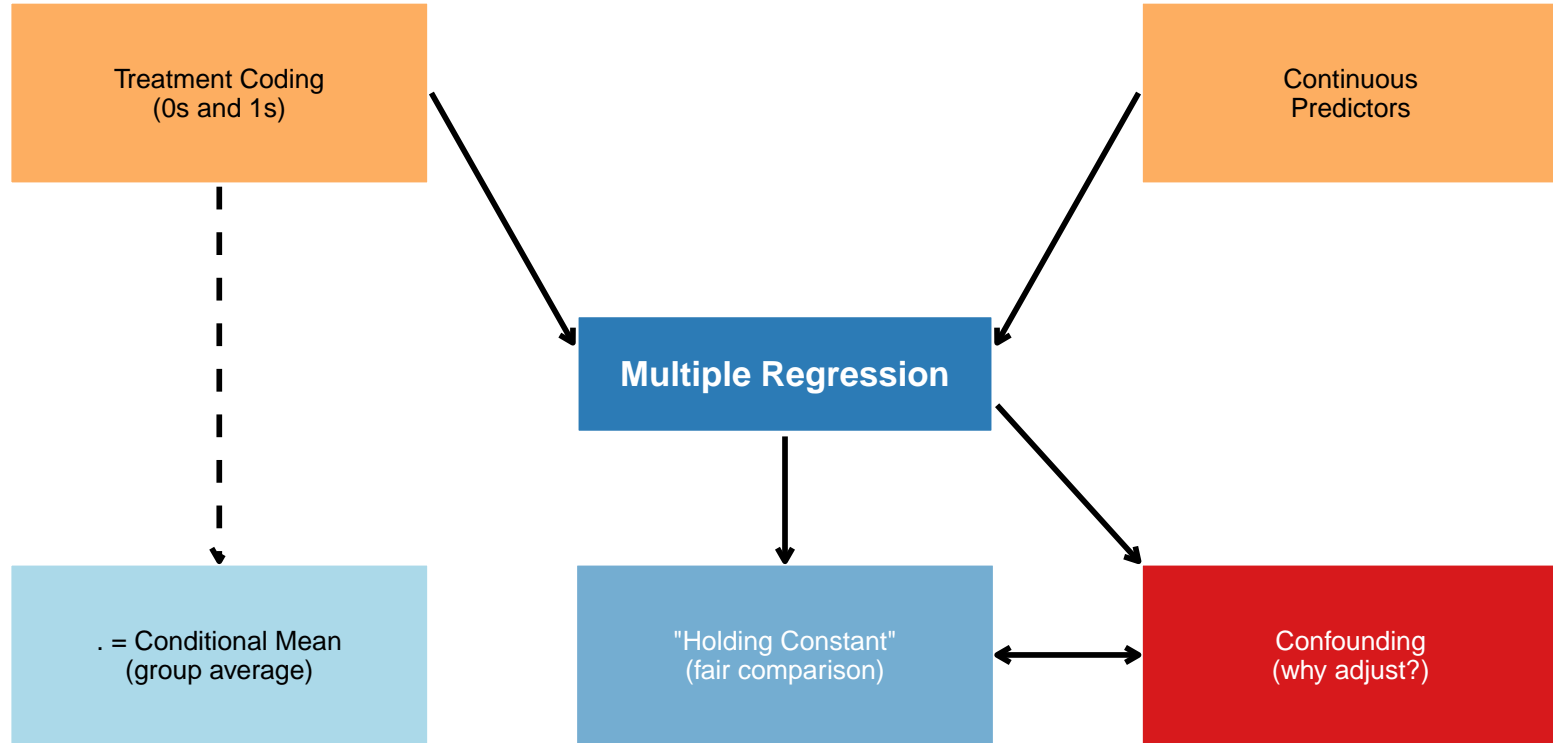 Treatment Coding
(0s and 1s)
Continuous
Predictors
Multiple Regression
. = Conditional Mean
(group average)
"Holding Constant"
(fair comparison)
Confounding
(why adjust?)